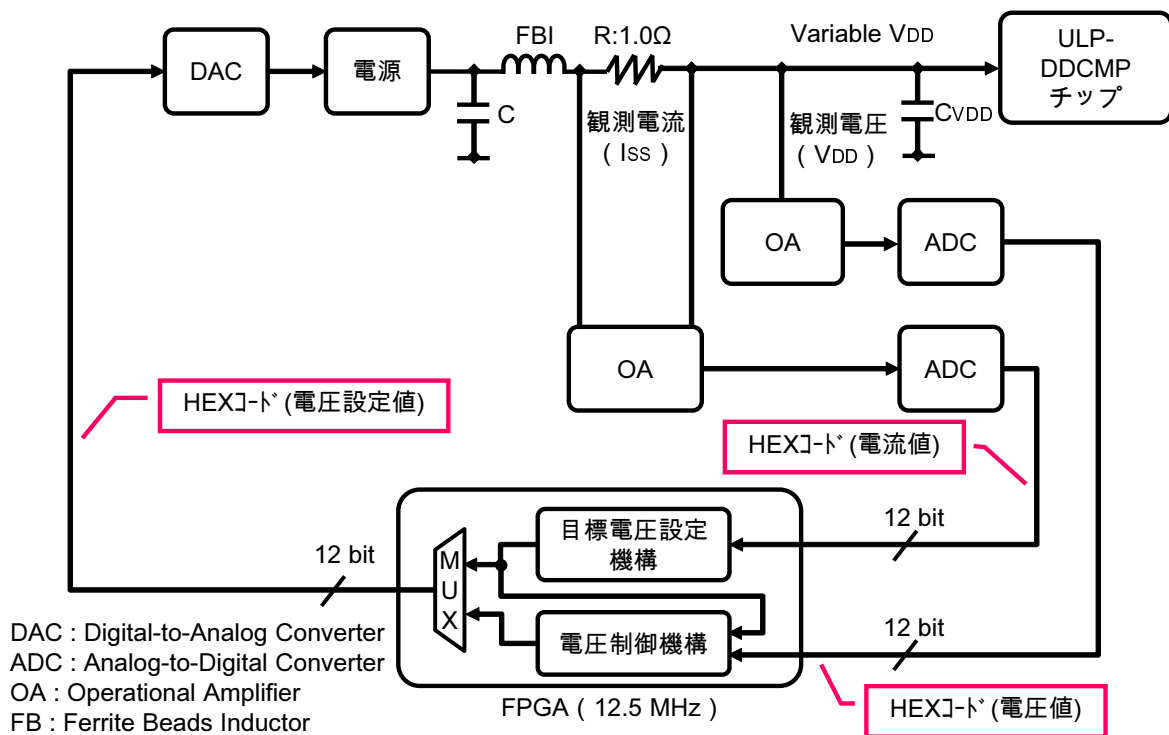 DAC
電源
FBI
C
R:1.0Ω
観測電流
( ISS )
Variable VDD
観測電圧
( VDD )
CVDD
ULP-
DDCMP
チップ
OA
ADC
OA
ADC
HEXｺｰﾄﾞ(電圧設定値)
HEXコｰﾄﾞ(電流値)
12 bit
MUX
目標電圧設定
機構
12 bit
電圧制御機構
12 bit
FPGA ( 12.5 MHz )
HEXｺｰﾄﾞ(電圧値)
DAC : Digital-to-Analog Converter
ADC : Analog-to-Digital Converter
OA : Operational Amplifier
FB : Ferrite Beads Inductor